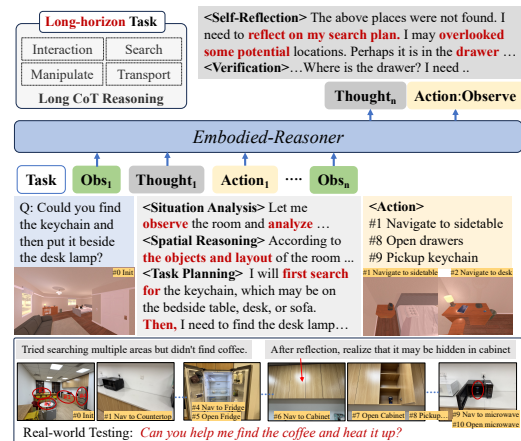 Long-horizon Task
Interaction
Search
Manipulate
Transport
Long CoT Reasoning
<Self-Reflection> The above places were not found. I
need to reflect on my search plan. I may overlooked
some potential locations. Perhaps it is in the drawer …
<Verification>…Where is the drawer? I need ..
Thoughtn
Action:Observe
Embodied-Reasoner
Task
Obs1
Thought1
Action1
....
Obsn
Q: Could you find
the keychain and
then put it beside
the desk lamp?
#0 Init
<Situation Analysis> Let me
observe the room and analyze …
<Spatial Reasoning> According to
the objects and layout of the room ...
<Task Planning> I will first search
for the keychain, which may be on
the bedside table, desk, or sofa.
Then, I need to find the desk lamp…
<Action>
#1 Navigate to sidetable
#8 Open drawers
#9 Pickup keychain
#1 Navigate to sidetable
#2 Navigate to desk
Tried searching multiple areas but didn't find coffee.
After reflection, realize that it may be hidden in cabinet
#0 Init
#1 Nav to Countertop
#4 Nav to Fridge
#5 Open Fridge
#6 Nav to Cabinet
#7 Open Cabinet
#8 Pickup…
#9 Nav to microwave
#10 Open microwave
Real-world Testing: Can you help me find the coffee and heat it up?